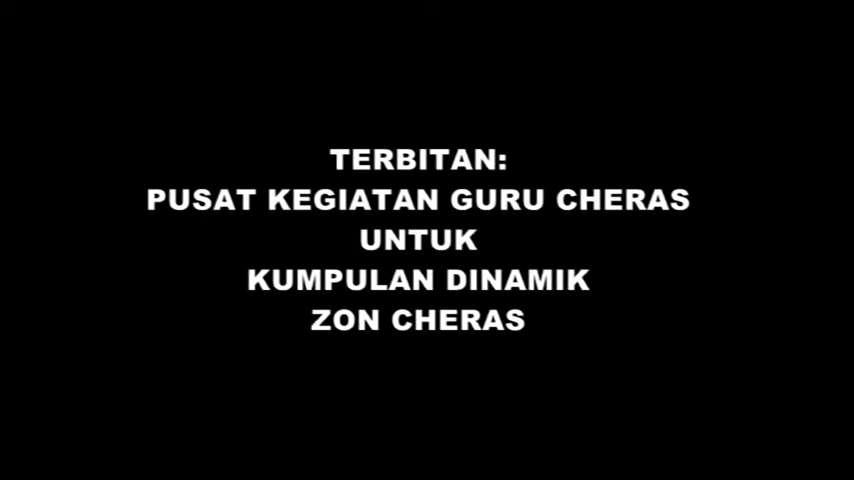 TERBITAN:
PUSAT KEGIATAN GURU CHERAS
UNTUK
KUMPULAN DINAMIK
ZON CHERAS